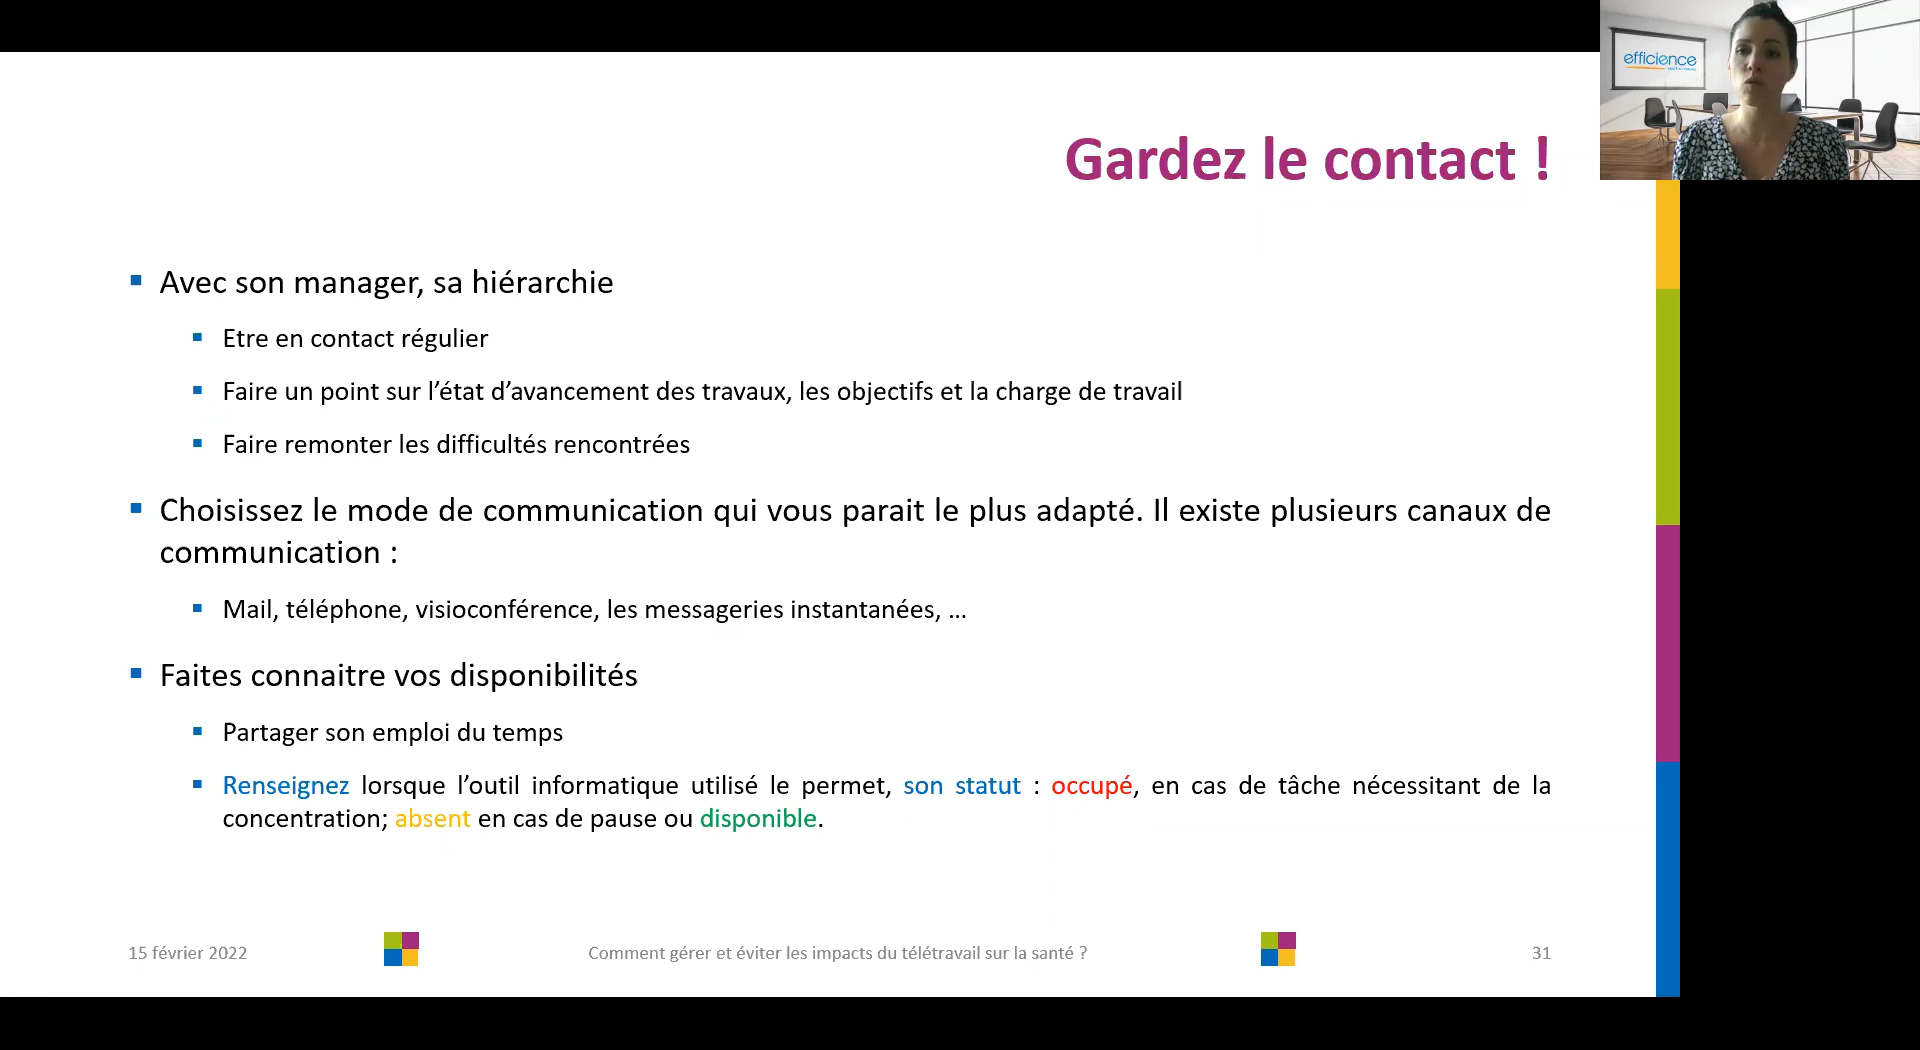 efficience
Gardez le contact !
Avec son manager, sa hiérarchie
Etre en contact régulier
Faire un point sur l’état d’avancement des travaux, les objectifs et la charge de travail
Faire remonter les difficultés rencontrées
Choisissez le mode de communication qui vous parait le plus adapté. Il existe plusieurs canaux de
communication :
Mail, téléphone, visioconférence, les messageries instantanées, ...
Faites connaitre vos disponibilités
Partager son emploi du temps
Renseignez lorsque l’outil informatique utilisé le permet, son statut : occupé, en cas de tâche nécessitant de la
concentration; absent en cas de pause ou disponible.
15 février 2022
Comment gérer et éviter les impacts du télétravail sur la santé ?
31